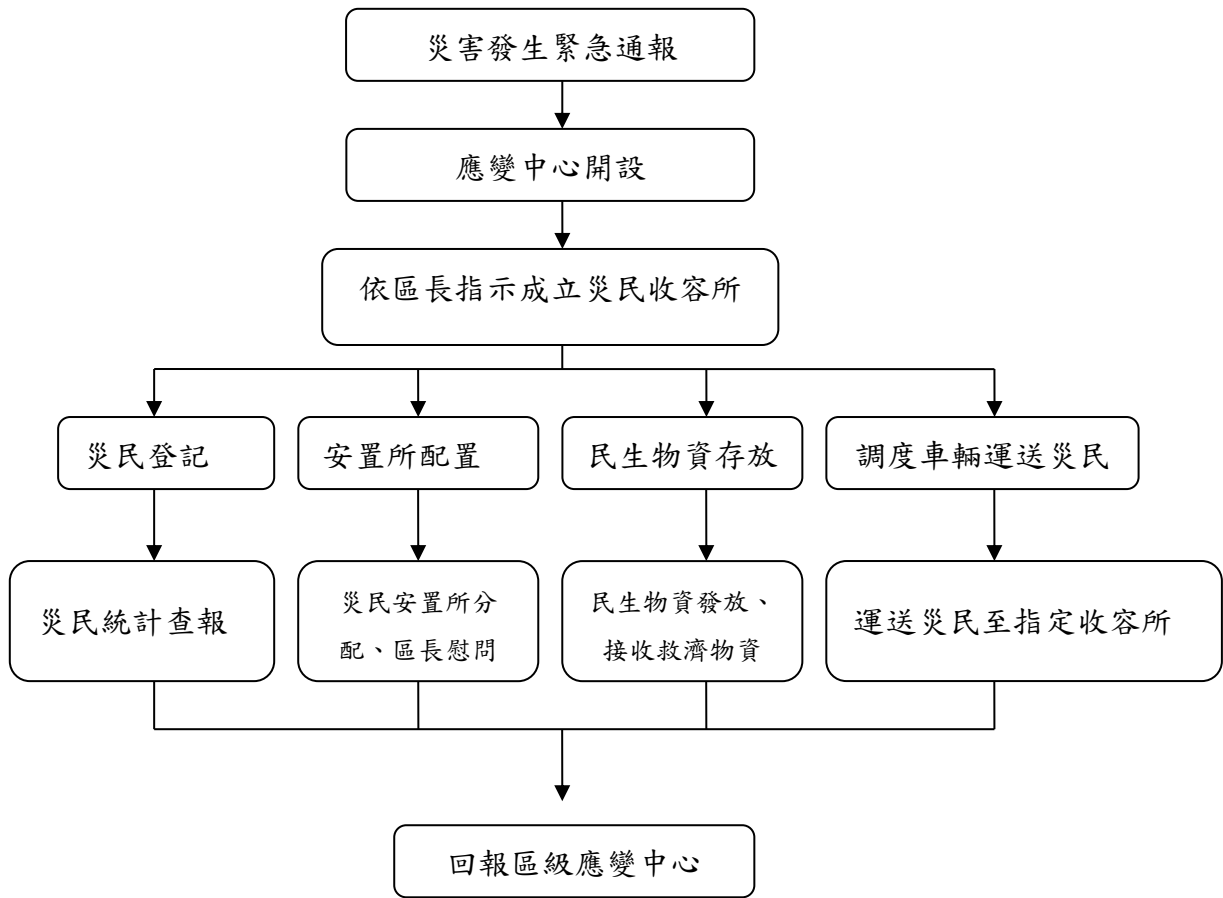 災害發生緊急通報
應變中心開設
依區長指示成立災民收容所
災民登記
安置所配置
民生物資存放
調度車輛運送災民
災民統計查報
災民安置所分
配、區長慰問
民生物資發放、
接收救濟物資
運送災民至指定收容所
回報區級應變中心